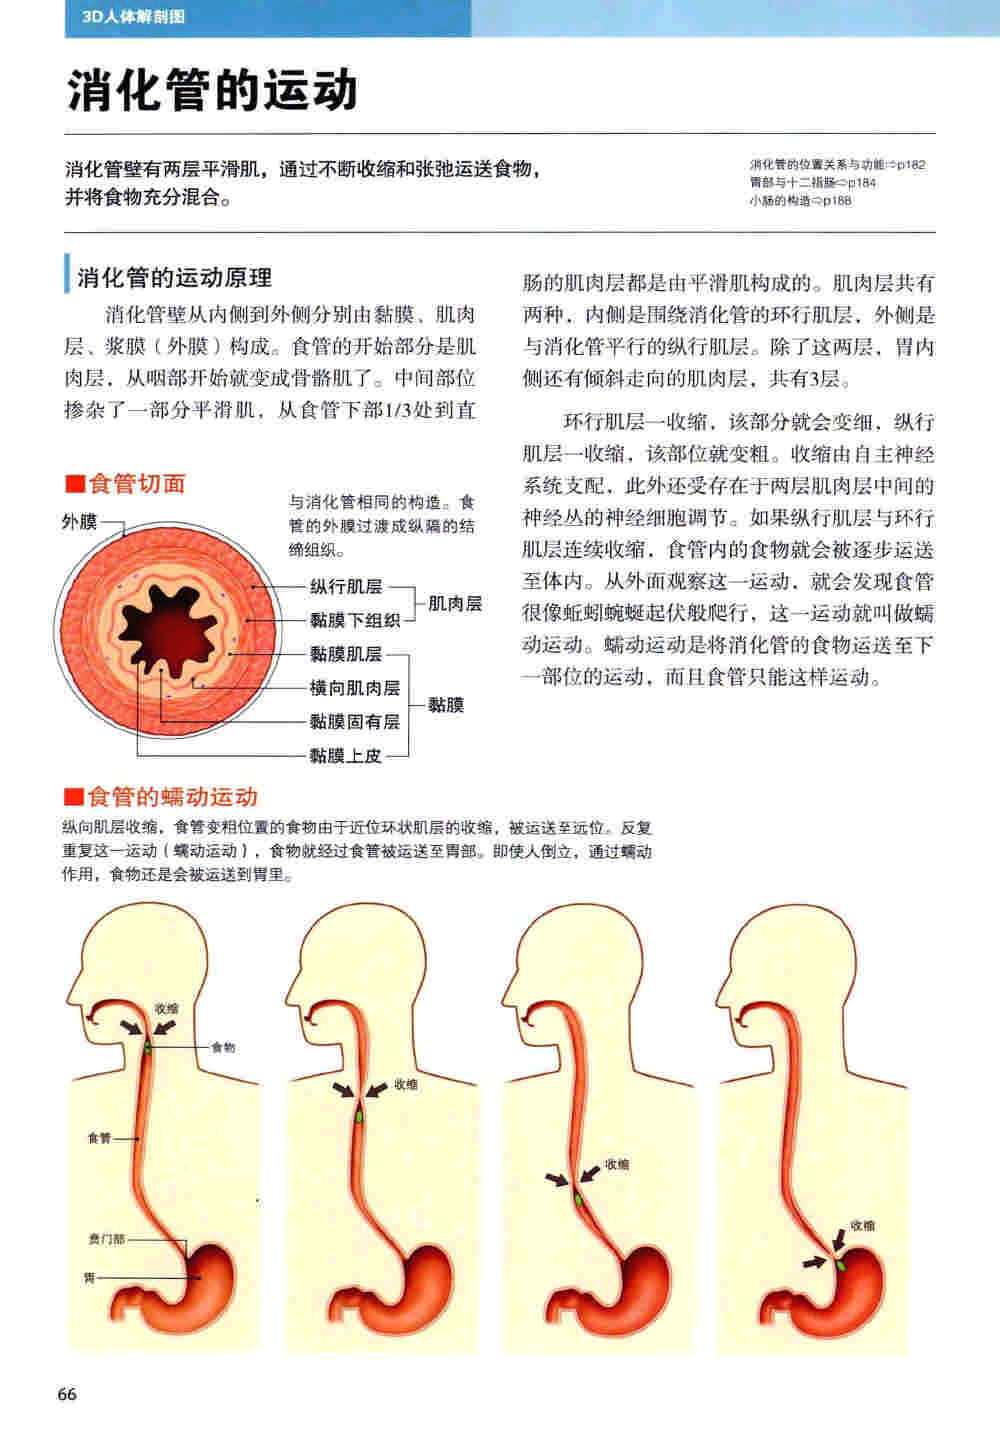 3D人体解剖图
消化管的运动
消化管壁有两层平滑肌，通过不断收缩和张弛运送食物，
并将食物充分混合。
消化管的位置关系与功能⇨p182
胃部与十二指肠⇨p184
小肠的构造⇨p188
消化管的运动原理
消化管壁从内侧到外侧分别由黏膜、肌肉
层、浆膜（外膜）构成。食管的开始部分是肌
肉层，从咽部开始就变成骨骼肌了。中间部位
掺杂了一部分平滑肌，从食管下部1/3处到直
肠的肌肉层都是由平滑肌构成的。肌肉层共有
两种，内侧是围绕消化管的环行肌层，外侧是
与消化管平行的纵行肌层。除了这两层，胃内
侧还有倾斜走向的肌肉层，共有3层。
环行肌层一收缩，该部分就会变细，纵行
肌层一收缩，该部位就变粗。收缩由自主神经
系统支配，此外还受存在于两层肌肉层中间的
神经丛的神经细胞调节。如果纵行肌层与环行
肌层连续收缩，食管内的食物就会被逐步运送
至体内。从外面观察这一运动，就会发现食管
很像蚯蚓蜿蜒起伏般爬行，这一运动就叫做蠕
动运动。蠕动运动是将消化管的食物运送至下
一部位的运动，而且食管只能这样运动。
■食管切面
与消化管相同的构造。食
管的外膜过渡成纵隔的结
缔组织。
外膜
纵行肌层
肌肉层
黏膜下组织
黏膜肌层
横向肌肉层
黏膜
黏膜固有层
黏膜上皮
■食管的蠕动运动
纵向肌层收缩，食管变粗位置的食物由于近位环状肌层的收缩，被运送至远位。反复
重复这一运动（蠕动运动），食物就经过食管被运送至胃部。即使人倒立，通过蠕动
作用，食物还是会被运送到胃里。
收缩
食物
食管
贲门部
胃
收缩
收缩
收缩
66